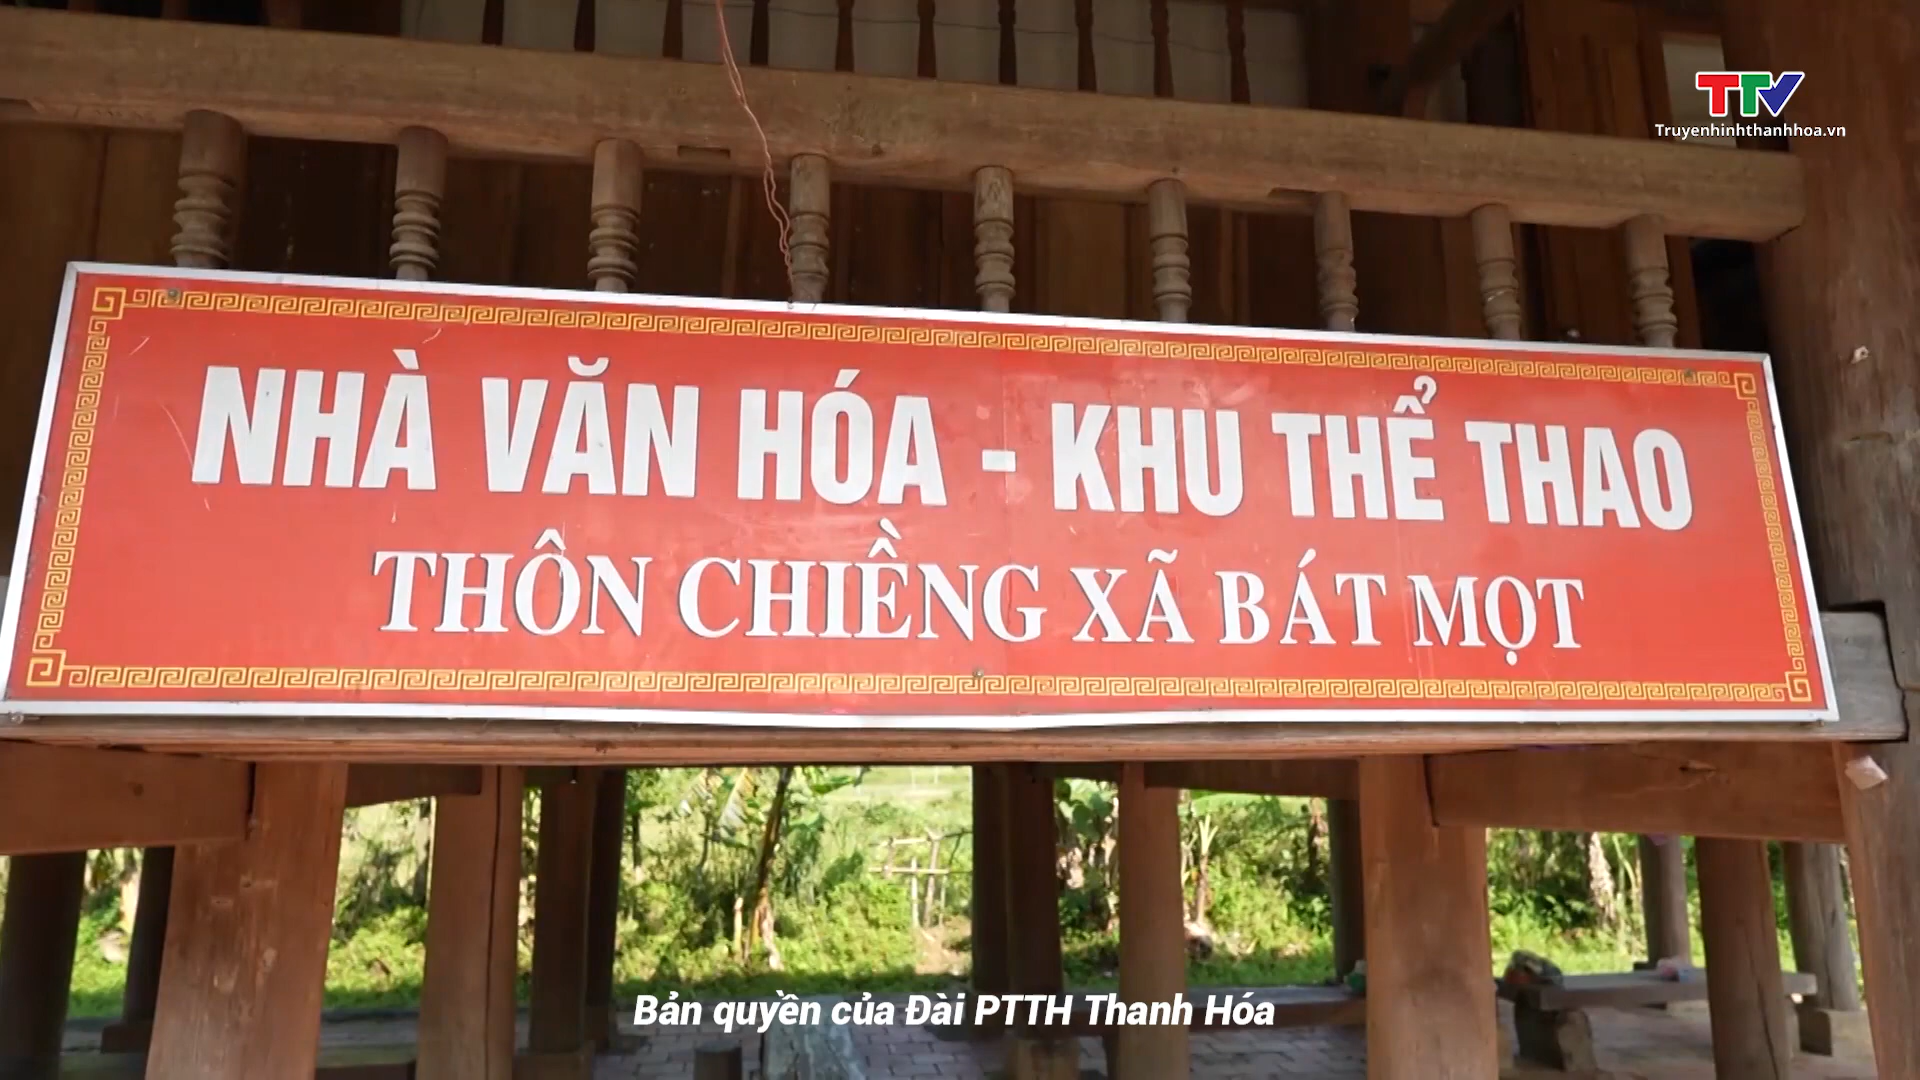 TTV
Truyenhinhthanhhoa.vn
NHÀ VĂN HÓA - KHU THỂ THAO
THÔN CHIỀNG XÃ BÁT MỌT
Bản quyền của Đài PTTH Thanh Hóa